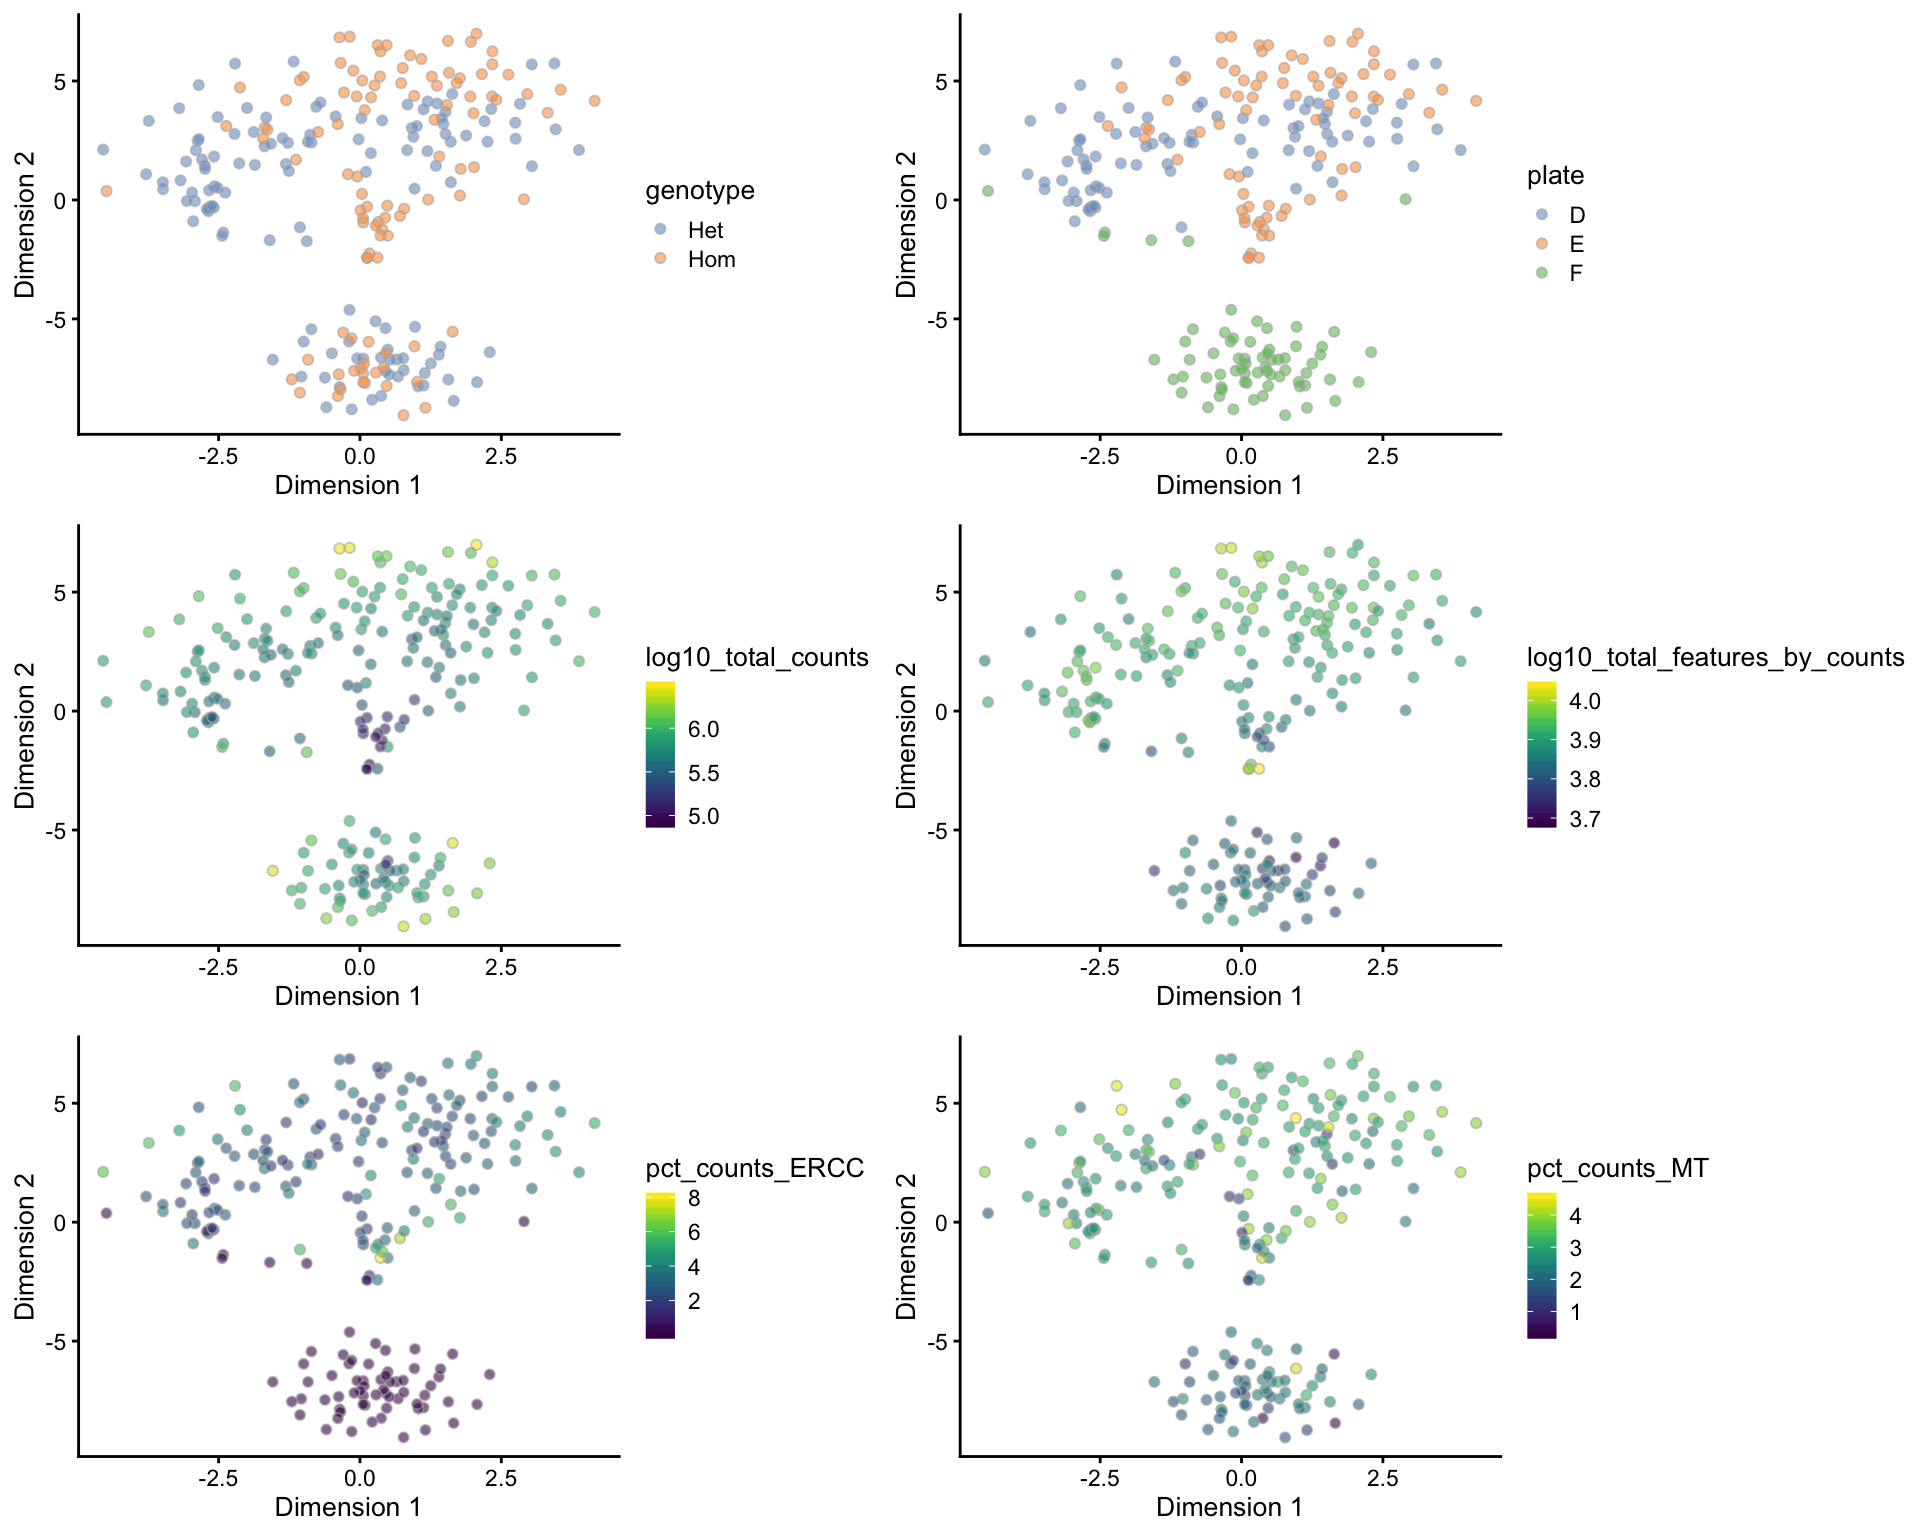 Dimension 2
5
0
-5
-2.5 0.0 2.5
Dimension 1
genotype
Het
Hom
Dimension 2
5
0
-5
-2.5 0.0 2.5
Dimension 1
plate
D
E
F
Dimension 2
5
0
-5
-2.5 0.0 2.5
Dimension 1
log10_total_counts
6.0
5.5
5.0
Dimension 2
5
0
-5
-2.5 0.0 2.5
Dimension 1
log10_total_features_by_counts
4.0
3.9
3.8
3.7
Dimension 2
5
0
-5
-2.5 0.0 2.5
Dimension 1
pct_counts_ERCC
8
6
4
2
Dimension 2
5
0
-5
-2.5 0.0 2.5
Dimension 1
pct_counts_MT
4
3
2
1